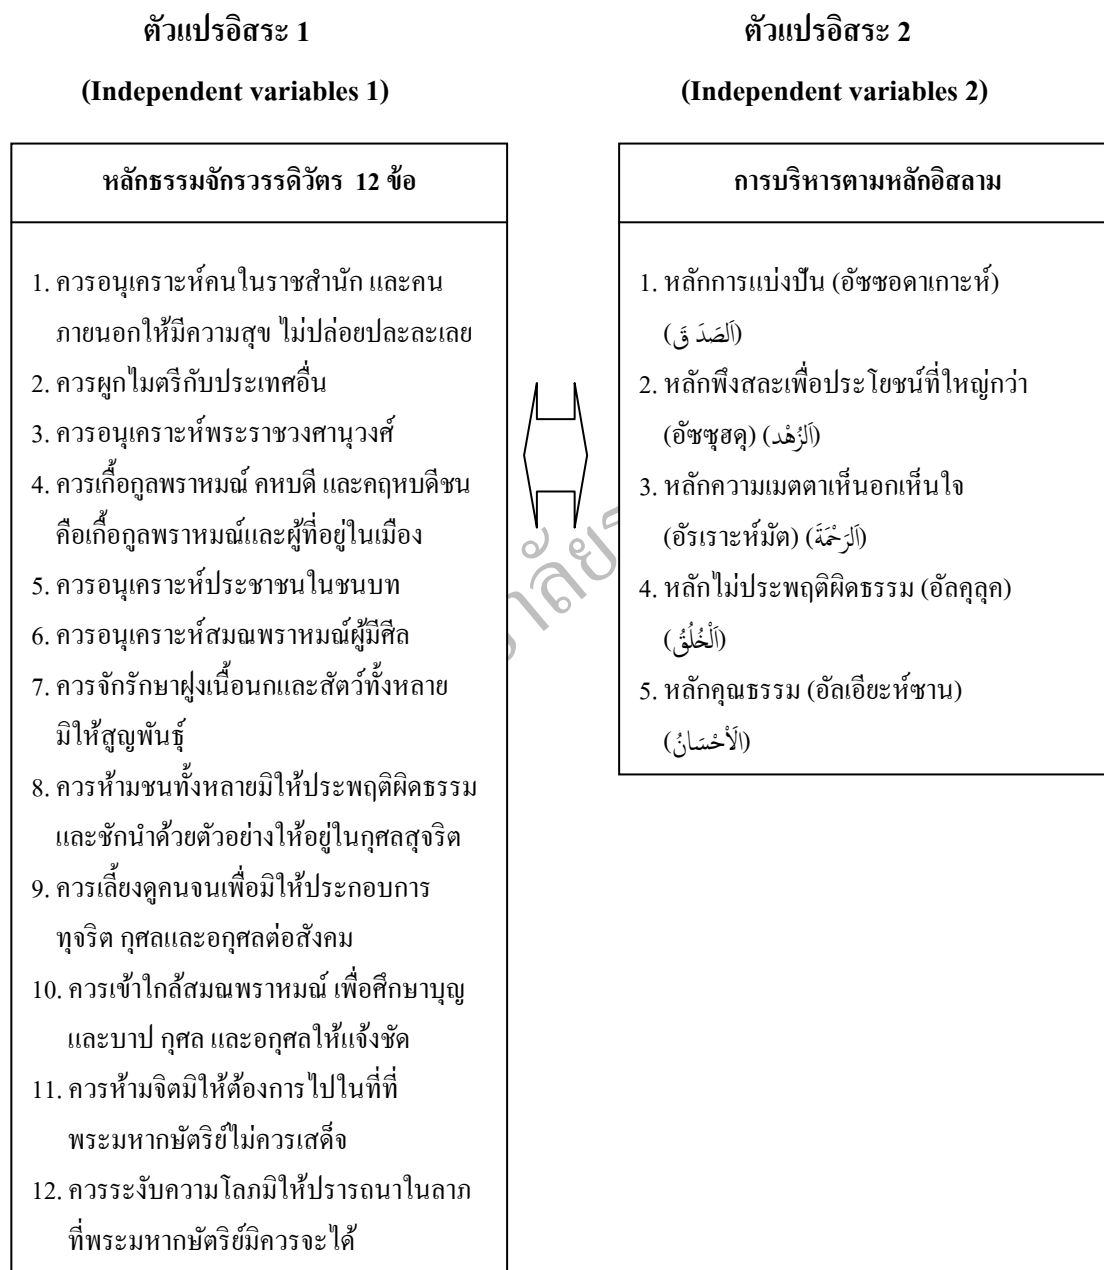 ตัวแปรอิสระ 1
(Independent variables 1)
หลักธรรมจักรวรรดิวัตร 12 ข้อ
1. ควรอนุเคราะห์คนในราชสำนัก และคน
ภายนอกให้มีความสุข ไม่ปล่อยปละละเลย
2. ควรผูกไมตรีกับประเทศอื่น
3. ควรอนุเคราะห์พระราชวงศานุวงศ์
4. ควรเกื้อกูลพราหมณ์ คหบดี และคฤหบดีชน
คือเกื้อกูลพราหมณ์และผู้ที่อยู่ในเมือง
5. ควรอนุเคราะห์ประชาชนในชนบท
6. ควรอนุเคราะห์สมณพราหมณ์ผู้มีศีล
7. ควรจักรักษาฝูงเนื้อนกและสัตว์ทั้งหลาย
มิให้สูญพันธุ์
8. ควรห้ามชนทั้งหลายมิให้ประพฤติผิดธรรม
และชักนำด้วยตัวอย่างให้อยู่ในกุศลสุจริต
9. ควรเลี้ยงดูคนจนเพื่อมิให้ประกอบการ
ทุจริต กุศลและอกุศลต่อสังคม
10. ควรเข้าใกล้สมณพราหมณ์ เพื่อศึกษาบุญ
และบาป กุศล และอกุศลให้แจ้งชัด
11. ควรห้ามจิตมิให้ต้องการไปในที่ที่
พระมหากษัตริย์ไม่ควรเสด็จ
12. ควรระงับความโลภมิให้ปรารถนาในลาภ
ที่พระมหากษัตริย์มิควรจะได้
ตัวแปรอิสระ 2
(Independent variables 2)
การบริหารตามหลักอิสลาม
1. หลักการแบ่งปัน (อัซซอดาเกาะห์)
(اَلصَدَ قَ)
2. หลักพึงสละเพื่อประโยชน์ที่ใหญ่กว่า
(อัซซุฮดุ) (اَلزُهْد)
3. หลักความเมตตาเห็นอกเห็นใจ
(อัรเราะห์มัต) (اَلرَحْمَةَ)
4. หลักไม่ประพฤติผิดธรรม (อัลคุลุค)
(اَلْخُلُقُ)
5. หลักคุณธรรม (อัลเอียะห์ซาน)
(الَاْحْسَانُ)